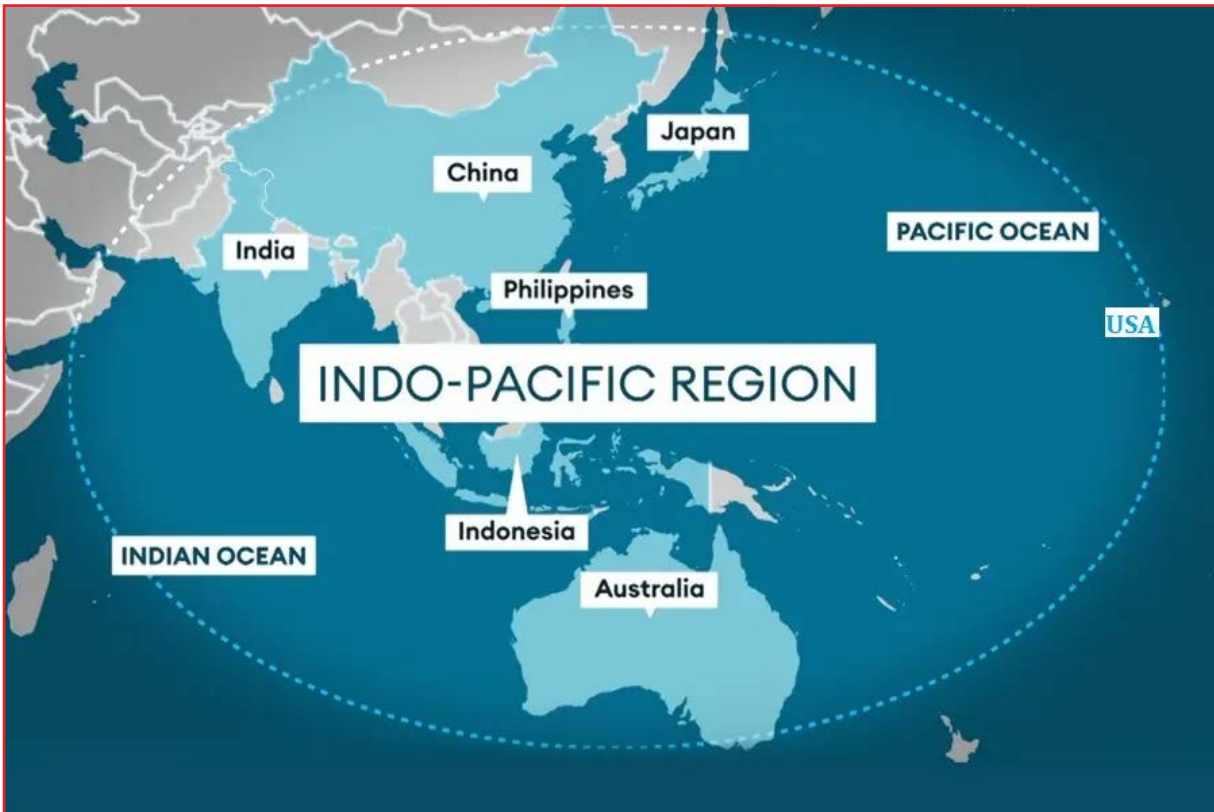 Japan
China
PACIFIC OCEAN
India
Philippines
USA
INDO-PACIFIC REGION
Indonesia
INDIAN OCEAN
Australia